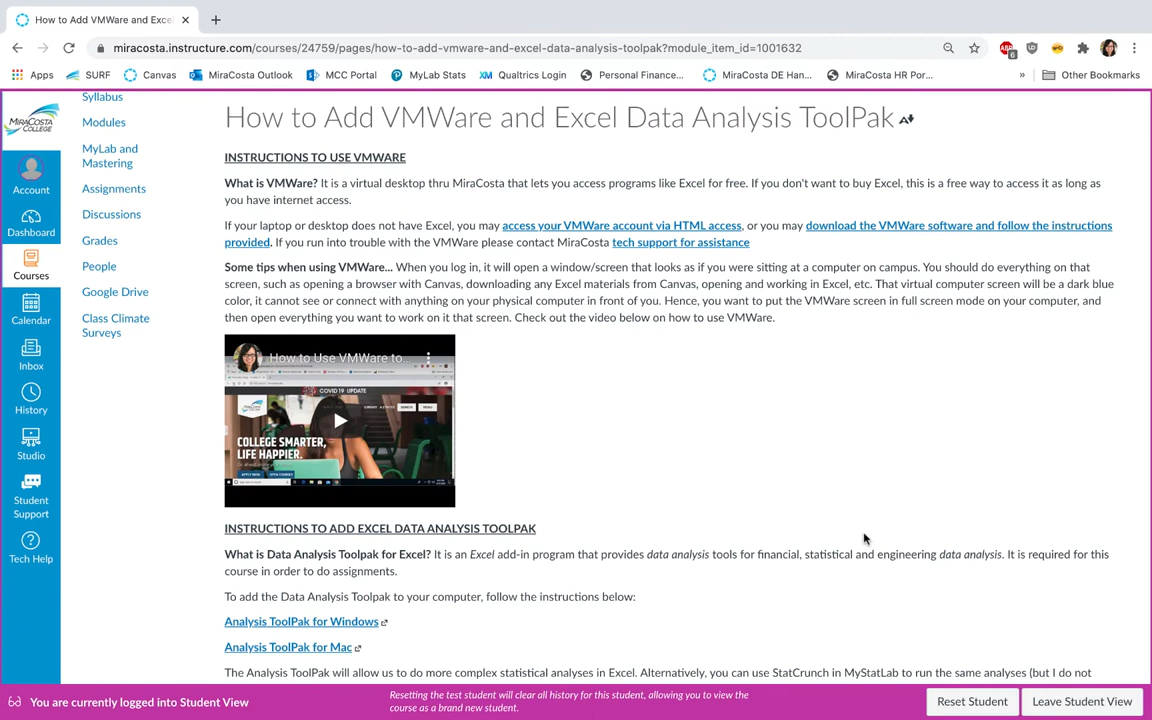 How to Add VMWare and Exce
miracosta.instructure.com/courses/24759/pages/how-to-add-vmware-and-excel-data-analysis-toolpak?module_item_id=1001632
6
Apps
SURF
Canvas
MiraCosta Outlook
MCC Portal
MyLab Stats
XM Qualtrics Login
Personal Finance...
MiraCosta DE Han...
MiraCosta HR Por...
»
Other Bookmarks
MIRACOSTA
COLLEGE
Account
Dashboard
Courses
Calendar
Inbox
History
Studio
Student
Support
Tech Help
Syllabus
Modules
MyLab and
Mastering
Assignments
Discussions
Grades
People
Google Drive
Class Climate
Surveys
How to Add VMWare and Excel Data Analysis ToolPak
INSTRUCTIONS TO USE VMWARE
What is VMWare? It is a virtual desktop thru MiraCosta that lets you access programs like Excel for free. If you don't want to buy Excel, this is a free way to access it as long as
you have internet access.
If your laptop or desktop does not have Excel, you may access your VMWare account via HTML access, or you may download the VMWare software and follow the instructions
provided. If you run into trouble with the VMWare please contact MiraCosta tech support for assistance
Some tips when using VMWare... When you log in, it will open a window/screen that looks as if you were sitting at a computer on campus. You should do everything on that
screen, such as opening a browser with Canvas, downloading any Excel materials from Canvas, opening and working in Excel, etc. That virtual computer screen will be a dark blue
color, it cannot see or connect with anything on your physical computer in front of you. Hence, you want to put the VMWare screen in full screen mode on your computer, and
then open everything you want to work on it that screen. Check out the video below on how to use VMWare.
How to Use VMWare to...
COVID 19 UPDATE
SEARCH
MENU
COLLEGE SMARTER,
LIFE HAPPIER.
APPLY NOW
INSTRUCTIONS TO ADD EXCEL DATA ANALYSIS TOOLPAK
What is Data Analysis Toolpak for Excel? It is an Excel add-in program that provides data analysis tools for financial, statistical and engineering data analysis. It is required for this
course in order to do assignments.
To add the Data Analysis Toolpak to your computer, follow the instructions below:
Analysis ToolPak for Windows
Analysis ToolPak for Mac
The Analysis ToolPak will allow us to do more complex statistical analyses in Excel. Alternatively, you can use StatCrunch in MyStatLab to run the same analyses (but I do not
You are currently logged into Student View
Resetting the test student will clear all history for this student, allowing you to view the
course as a brand new student.
Reset Student
Leave Student View